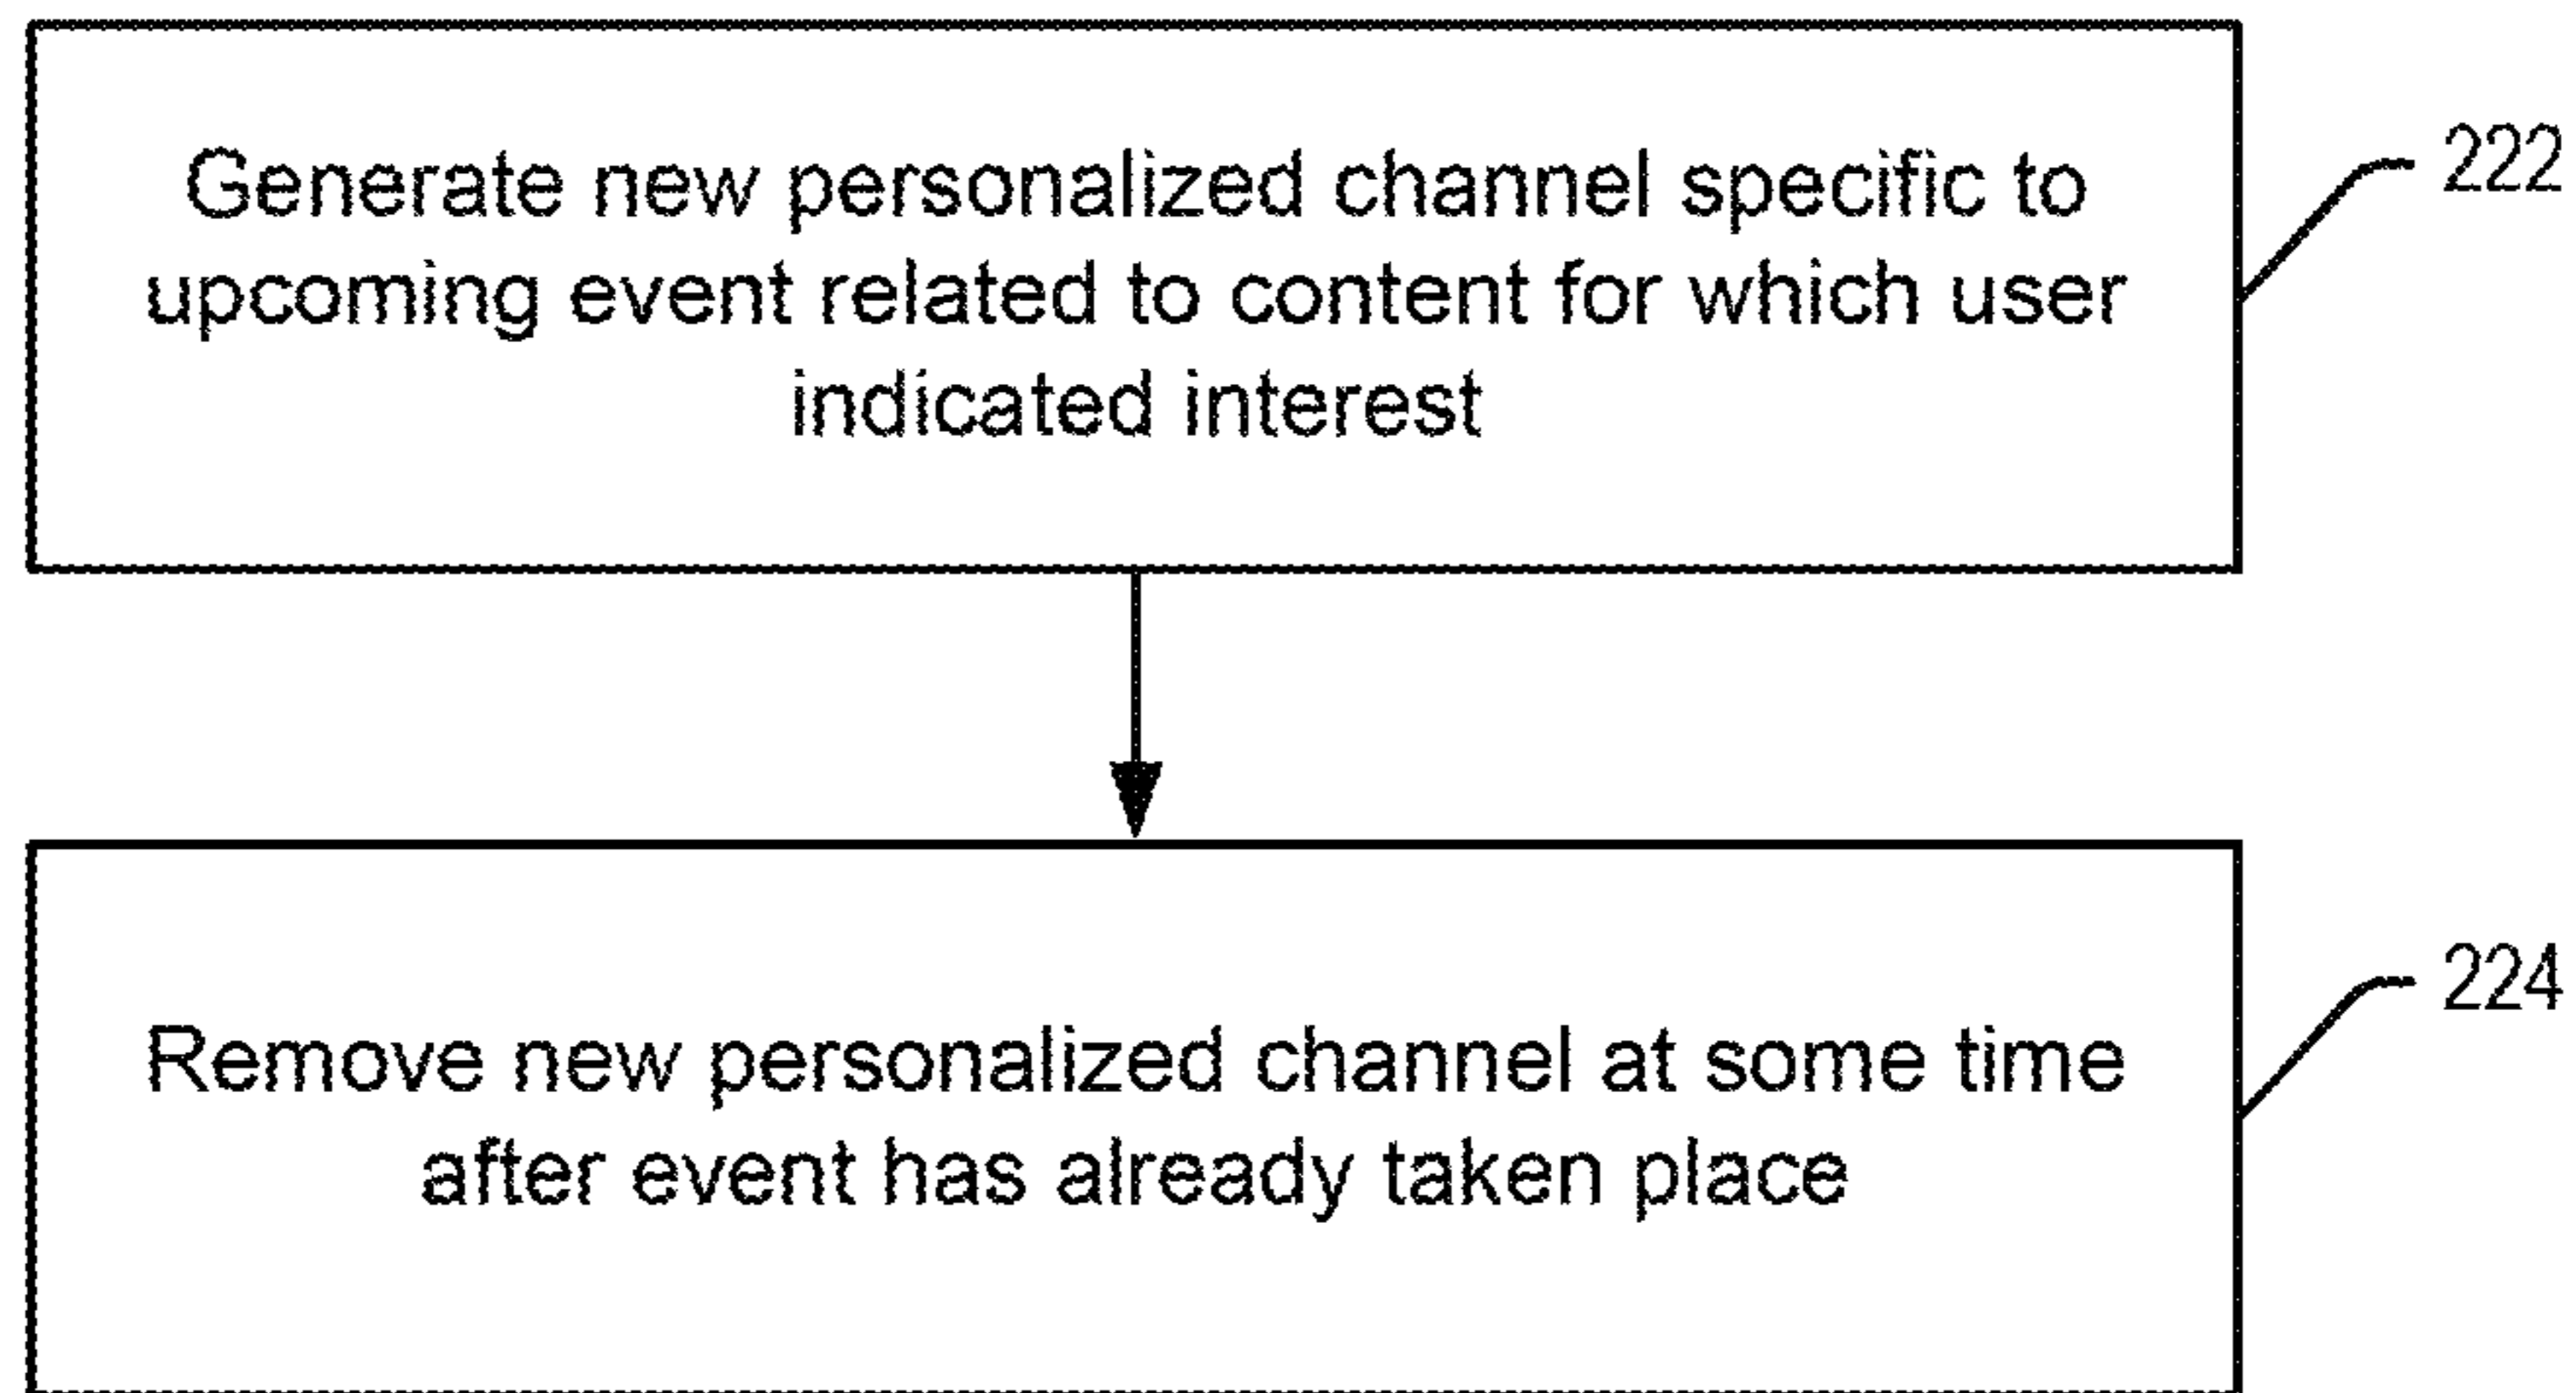 Generate new personalized channel specific to
upcoming event related to content for which user
indicated interest
222
Remove new personalized channel at some time
after event has already taken place
224